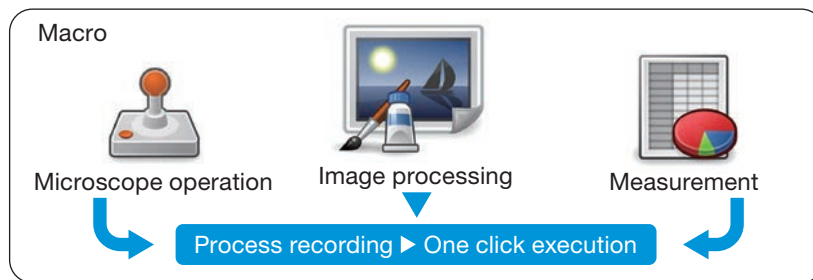 Macro
Microscope operation
Image processing
Measurement
Process recording ▶ One click execution